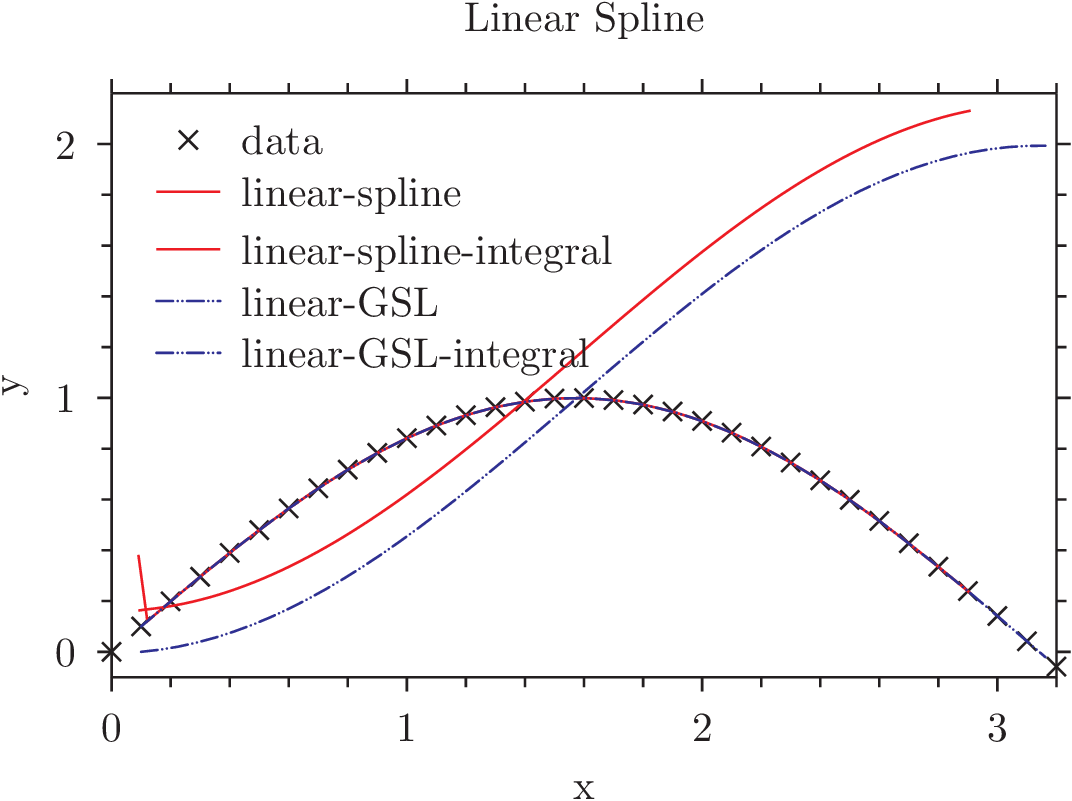 Linear Spline
data
linear-spline
linear-spline-integral
linear-GSL
linear-GSL-integral
2
1
0
y
0 1 2 3
x